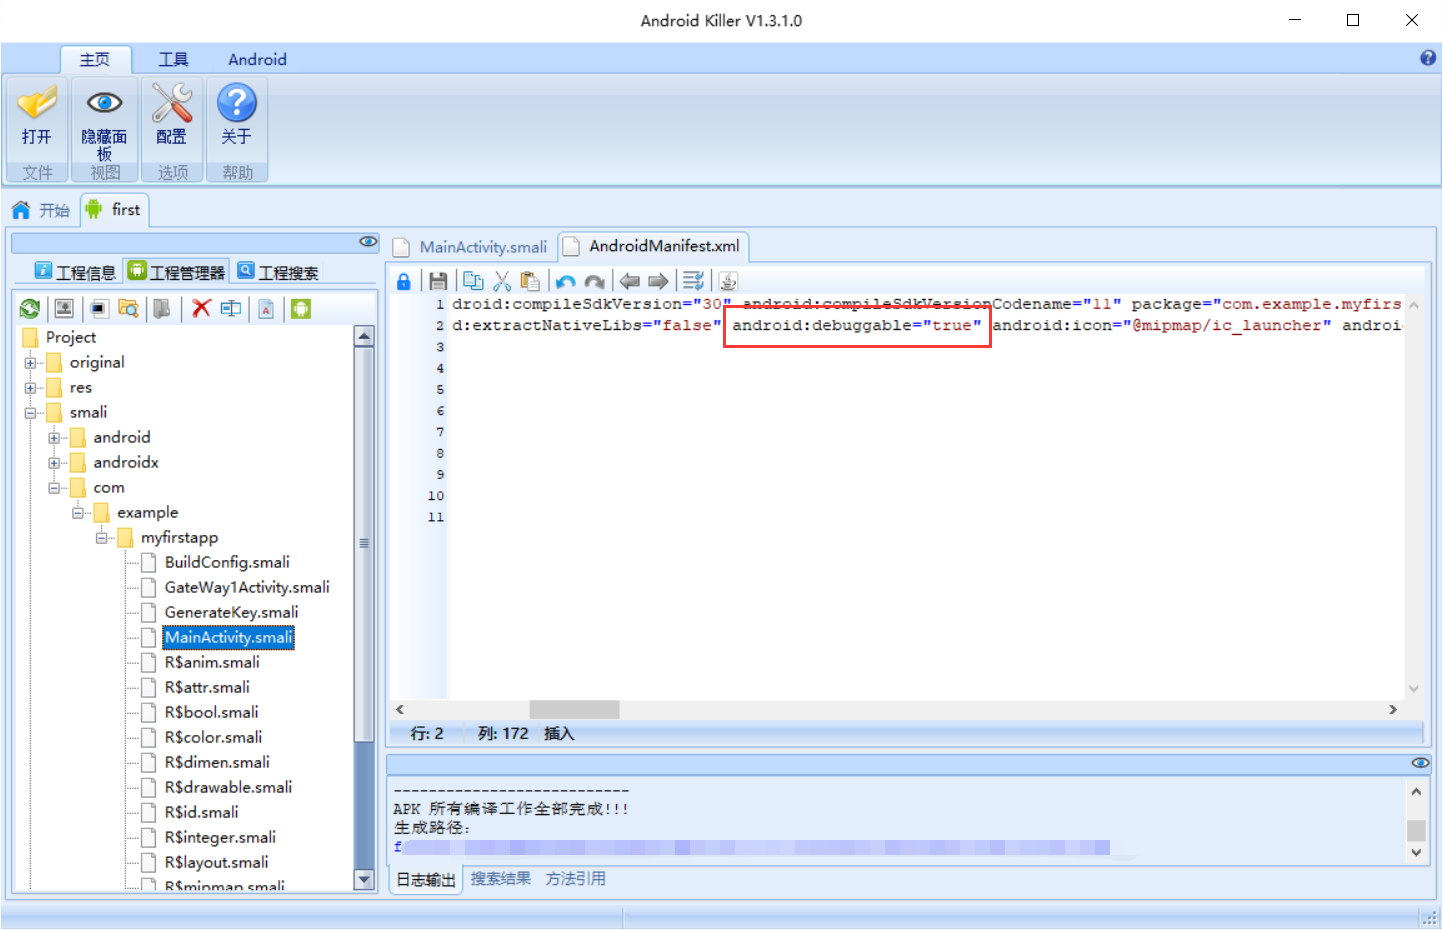 Android Killer V1.3.1.0
主页 工具 Android
打开 隐藏面板 配置 关于
文件 视图 选项 帮助
开始 first
工程信息 工程管理器 工程搜索
Project
original
res
smali
android
androidx
com
example
myfirstapp
BuildConfig.smali
GateWay1Activity.smali
GenerateKey.smali
MainActivity.smali
R$anim.smali
R$attr.smali
R$bool.smali
R$color.smali
R$dimen.smali
R$drawable.smali
R$id.smali
R$integer.smali
R$layout.smali
R$mipmap.smali
MainActivity.smali AndroidManifest.xml
1 droid:compileSdkVersion="30" android:compileSdkVersionCodename="11" package="com.example.myfirs
2 d:extractNativeLibs="false" android:debuggable="true" android:icon="@mipmap/ic_launcher" androi
3
4
5
6
7
8
9
10
11
行: 2 列: 172 插入
---------------------------
APK 所有编译工作全部完成!!!
生成路径:
f
日志输出 搜索结果 方法引用